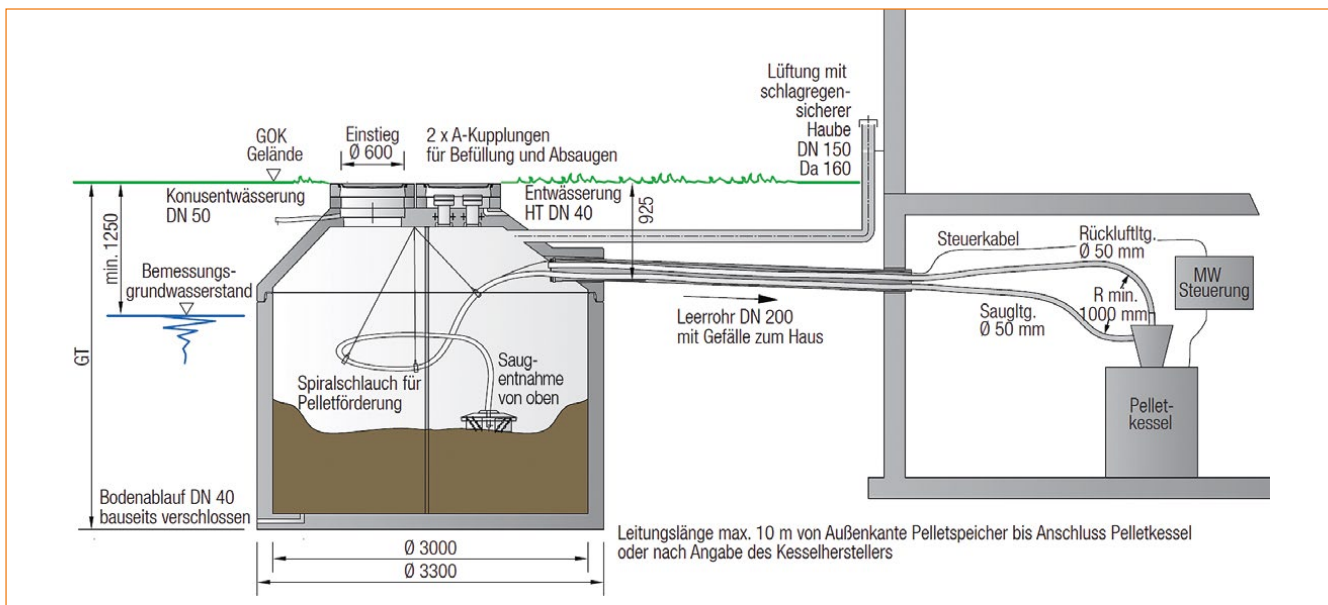 Lüftung mit
schlagregen-
sicherer
Haube
DN 150
Da 160
GOK
Gelände
Einstieg
Ø 600
2 x A-Kupplungen
für Befüllung und Absaugen
Konusentwässerung
DN 50
Entwässerung
HT DN 40
925
min. 1250
Bemessungs-
grundwasserstand
GT
Steuerkabel
Rückluftltg.
Ø 50 mm
MW
Steuerung
R min.
1000 mm
Saugltg.
Ø 50 mm
Leerrohr DN 200
mit Gefälle zum Haus
Spiralschlauch für
Pelletförderung
Saug-
entnahme
von oben
Pellet-
kessel
Bodenablauf DN 40
bauseits verschlossen
Leitungslänge max. 10 m von Außenkante Pelletspeicher bis Anschluss Pelletkessel
oder nach Angabe des Kesselherstellers
Ø 3000
Ø 3300